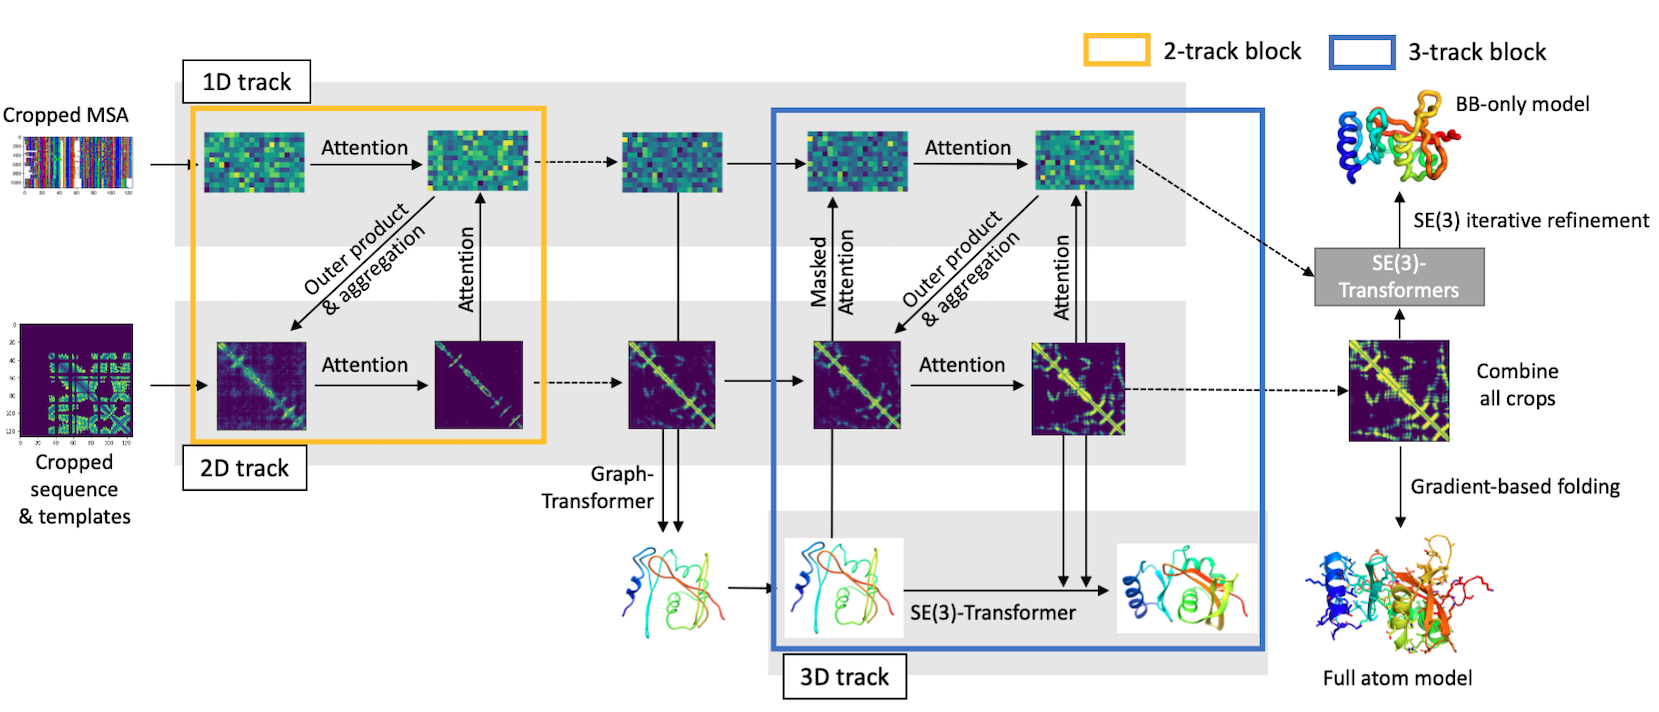 2-track block
3-track block
1D track
Cropped MSA
Attention
Outer product
& aggregation
Attention
Attention
2D track
Cropped
sequence
& templates
Graph-
Transformer
Masked
Attention
Attention
Outer product
& aggregation
Attention
Attention
SE(3)-Transformer
3D track
BB-only model
SE(3) iterative refinement
SE(3)-
Transformers
Combine
all crops
Gradient-based folding
Full atom model